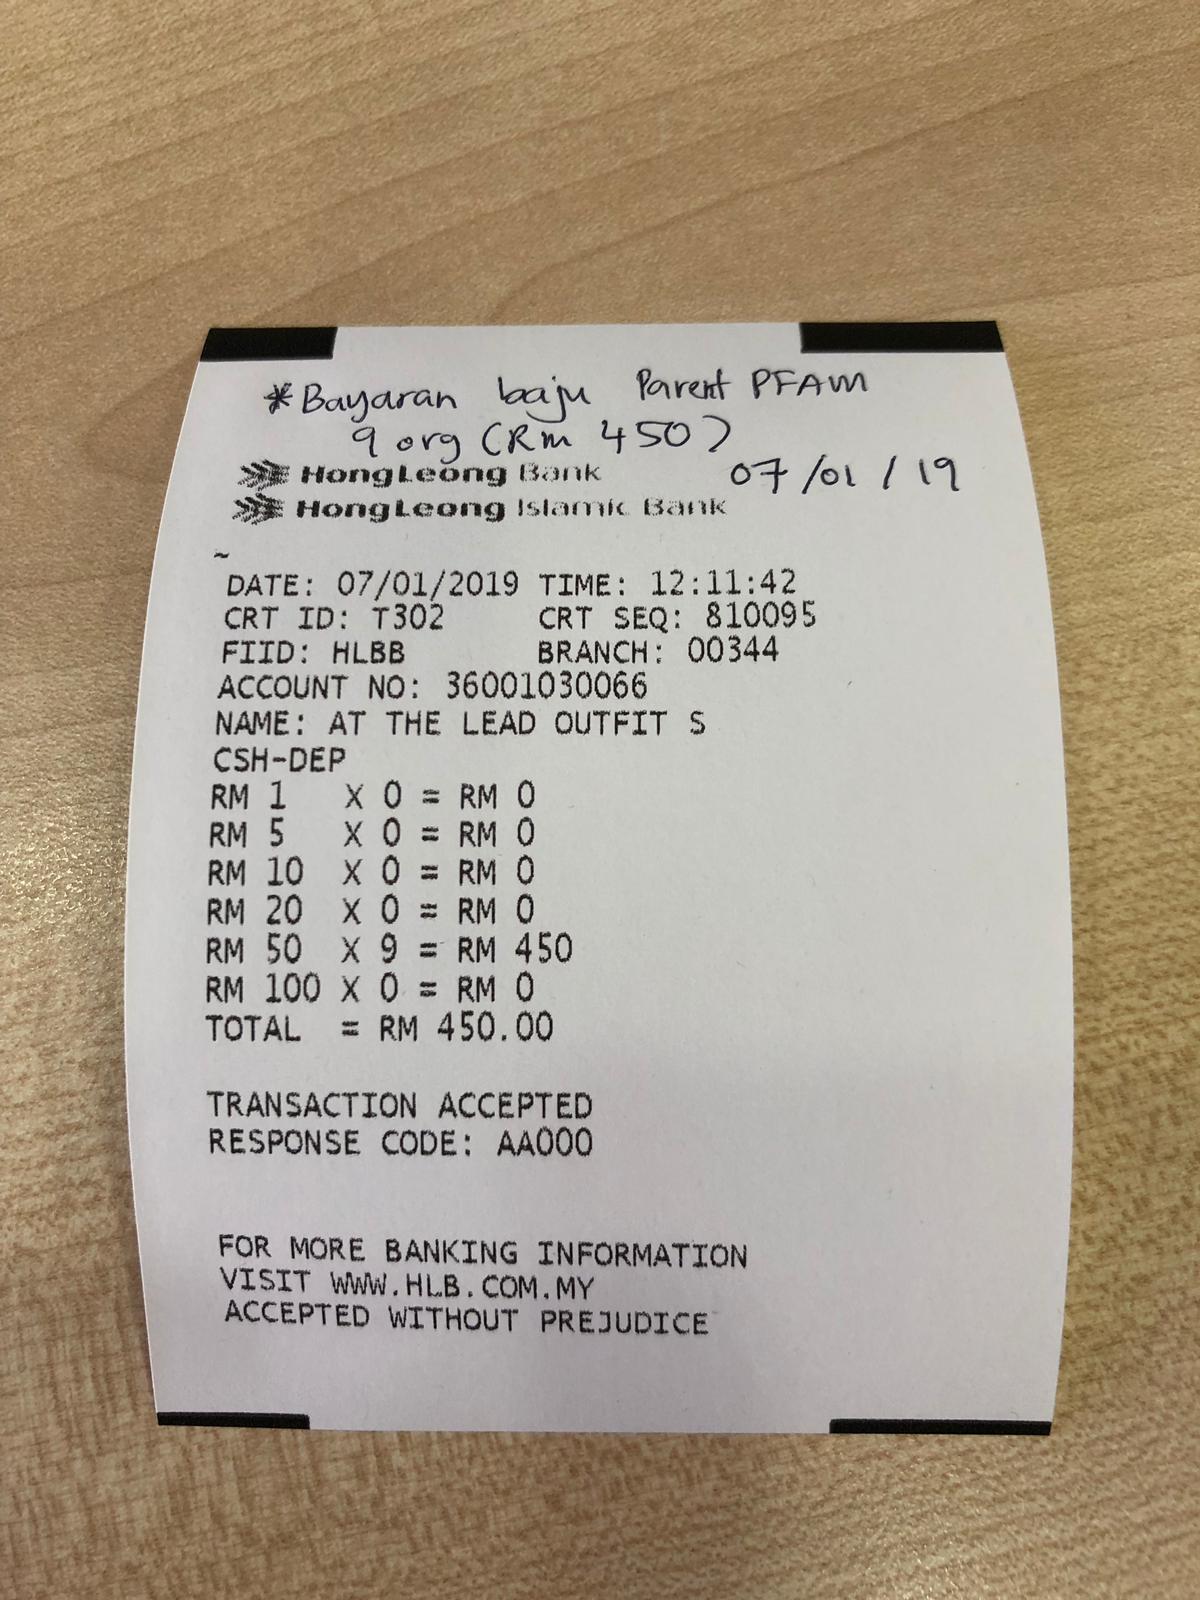 *Bayaran baju Parent PFAM
9 org (Rm 450)
HongLeong Bank
07/01/19
HongLeong Islamic Bank
~
DATE: 07/01/2019 TIME: 12:11:42
CRT ID: T302 CRT SEQ: 810095
FIID: HLBB BRANCH: 00344
ACCOUNT NO: 36001030066
NAME: AT THE LEAD OUTFIT S
CSH-DEP
RM 1 X 0 = RM 0
RM 5 X 0 = RM 0
RM 10 X 0 = RM 0
RM 20 X 0 = RM 0
RM 50 X 9 = RM 450
RM 100 X 0 = RM 0
TOTAL = RM 450.00
TRANSACTION ACCEPTED
RESPONSE CODE: AA000
FOR MORE BANKING INFORMATION
VISIT WWW.HLB.COM.MY
ACCEPTED WITHOUT PREJUDICE